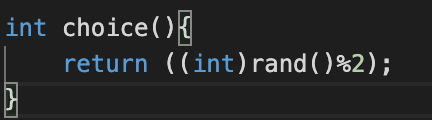 int choice(){
    return ((int)rand()%2);
}